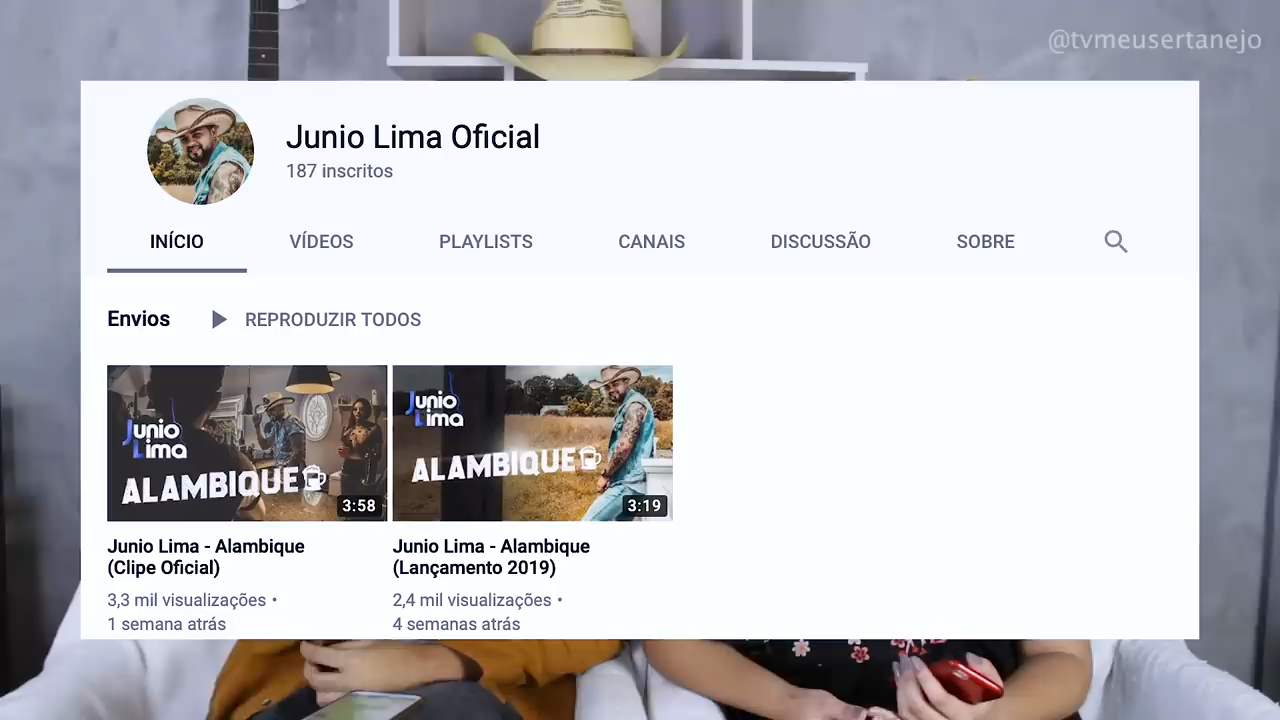 @tvmeusertanejo
Junio Lima Oficial
187 inscritos
INÍCIO
VÍDEOS
PLAYLISTS
CANAIS
DISCUSSÃO
SOBRE
Envios
REPRODUZIR TODOS
Junio
Lima
ALAMBIQUE
3:58
Junio
Lima
ALAMBIQUE
3:19
Junio Lima - Alambique
(Clipe Oficial)
3,3 mil visualizações •
1 semana atrás
Junio Lima - Alambique
(Lançamento 2019)
2,4 mil visualizações •
4 semanas atrás